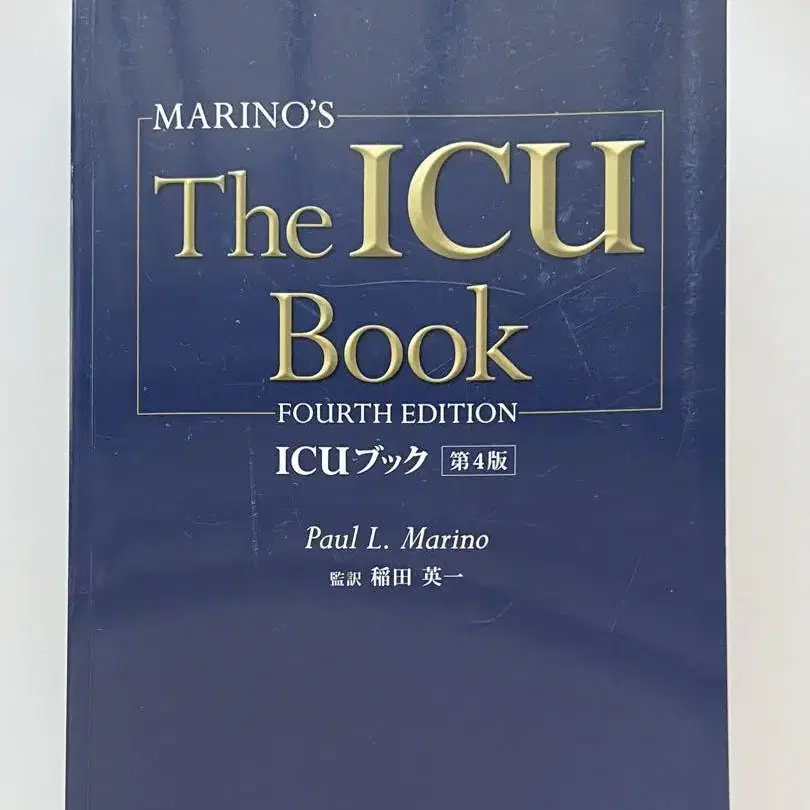 MARINO'S
The ICU
Book
FOURTH EDITION
ICUブック 第4版
Paul L. Marino
監訳 稲田 英一